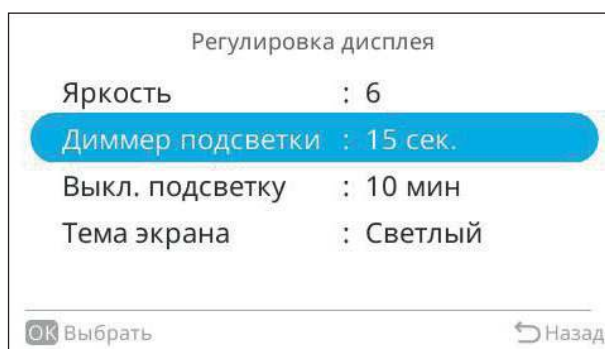 Регулировка дисплея
Яркость : 6
Диммер подсветки : 15 сек.
Выкл. подсветку : 10 мин
Тема экрана : Светлый
OK Выбрать Назад